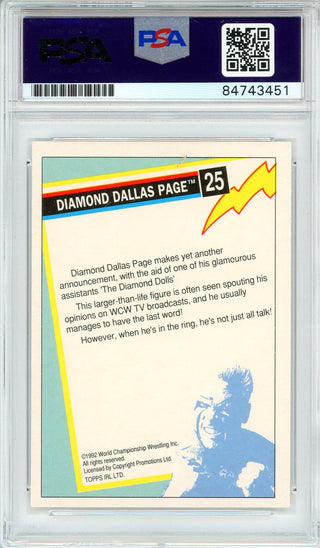 PSA
PSA
84743451
DIAMOND DALLAS PAGE™ 25
Diamond Dallas Page makes yet another
announcement, with the aid of one of his glamourous
assistants 'The Diamond Dolls'
This larger-than-life figure is often seen spouting his
opinions on WCW TV broadcasts, and he usually
manages to have the last word!
However, when he's in the ring, he's not just all talk!
©1992 World Championship Wrestling Inc.
All rights reserved.
Licensed by Copyright Promotions Ltd.
TOPPS IRL LTD.